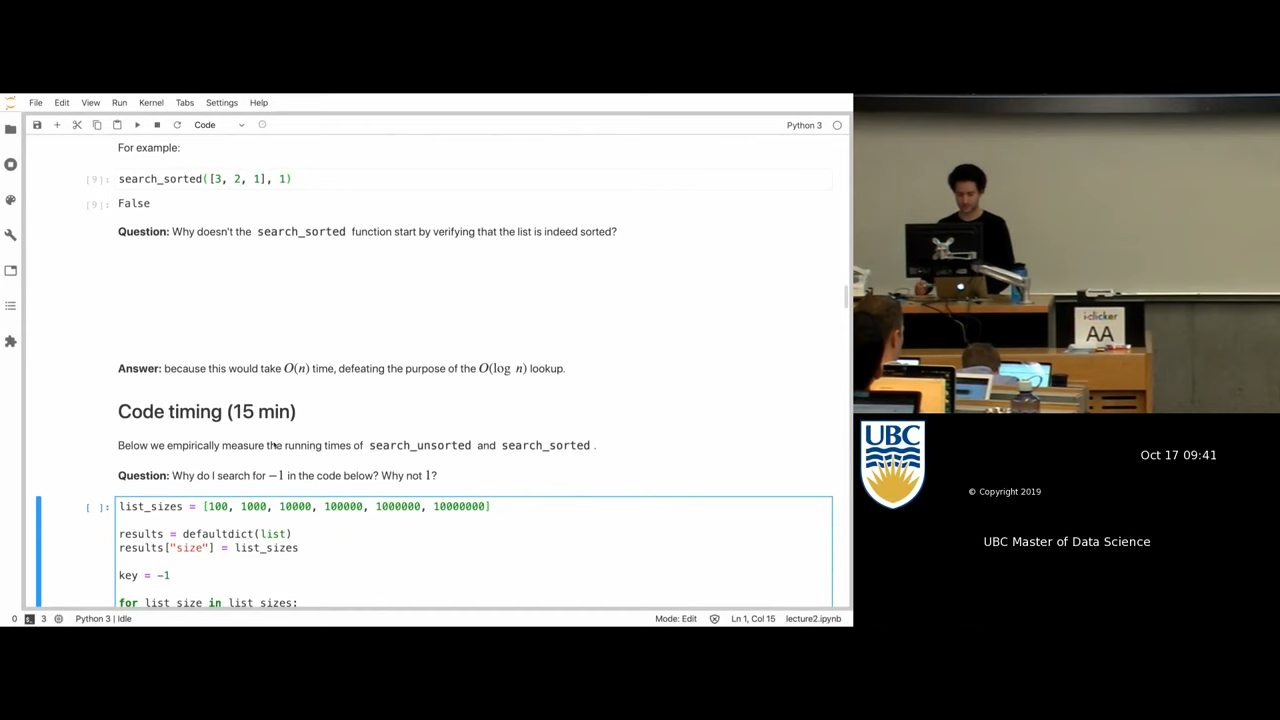 File Edit View Run Kernel Tabs Settings Help
Code
Python 3
For example:
[9]: search_sorted([3, 2, 1], 1)
[9]: False
Question: Why doesn't the search_sorted function start by verifying that the list is indeed sorted?
Answer: because this would take O(n) time, defeating the purpose of the O(log n) lookup.
Code timing (15 min)
Below we empirically measure the running times of search_unsorted and search_sorted .
Question: Why do I search for −1 in the code below? Why not 1?
[ ]: list_sizes = [100, 1000, 10000, 100000, 1000000, 10000000]
results = defaultdict(list)
results["size"] = list_sizes
key = -1
for list_size in list_sizes:
0 3 Python 3 | Idle
Mode: Edit Ln 1, Col 15 lecture2.ipynb
i-clicker
AA
UBC
Oct 17 09:41
© Copyright 2019
UBC Master of Data Science